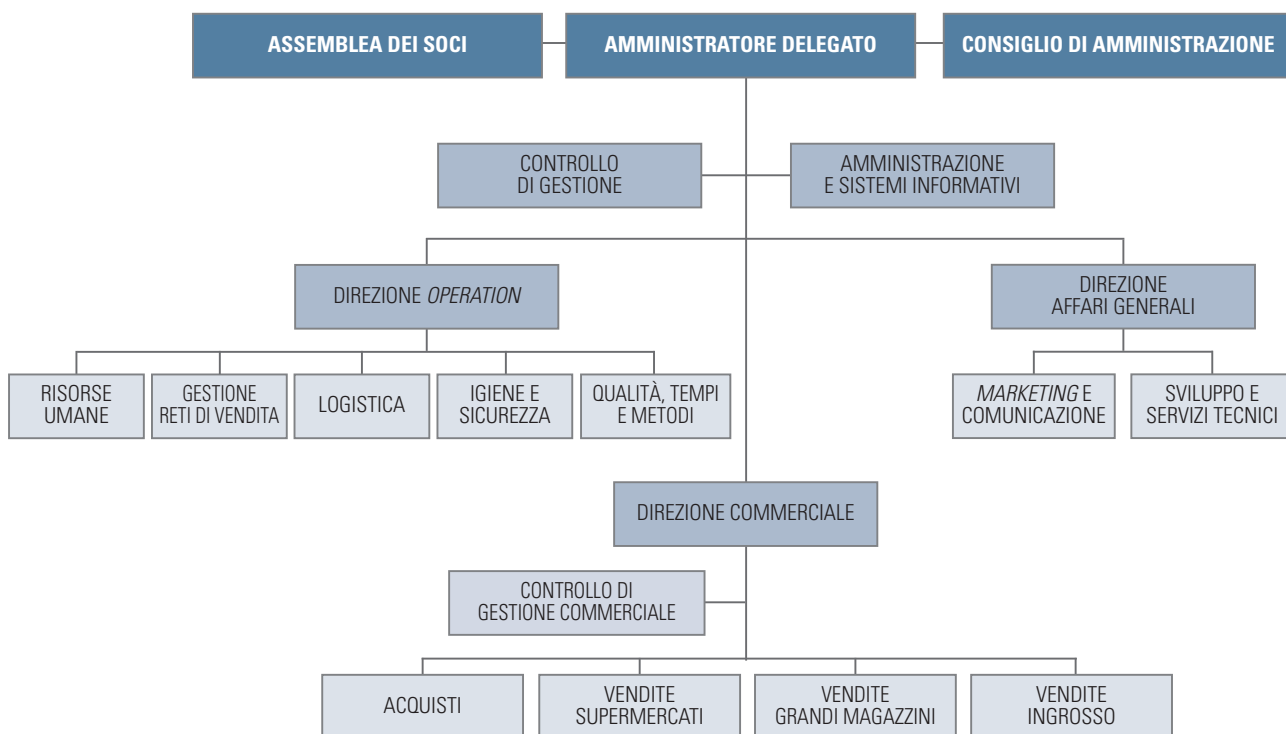 ASSEMBLEA DEI SOCI
AMMINISTRATORE DELEGATO
CONSIGLIO DI AMMINISTRAZIONE
CONTROLLO
DI GESTIONE
AMMINISTRAZIONE
E SISTEMI INFORMATIVI
DIREZIONE OPERATION
DIREZIONE
AFFARI GENERALI
RISORSE
UMANE
GESTIONE
RETI DI VENDITA
LOGISTICA
IGIENE E
SICUREZZA
QUALITÀ, TEMPI
E METODI
MARKETING E
COMUNICAZIONE
SVILUPPO E
SERVIZI TECNICI
DIREZIONE COMMERCIALE
CONTROLLO DI
GESTIONE COMMERCIALE
ACQUISTI
VENDITE
SUPERMERCATI
VENDITE
GRANDI MAGAZZINI
VENDITE
INGROSSO